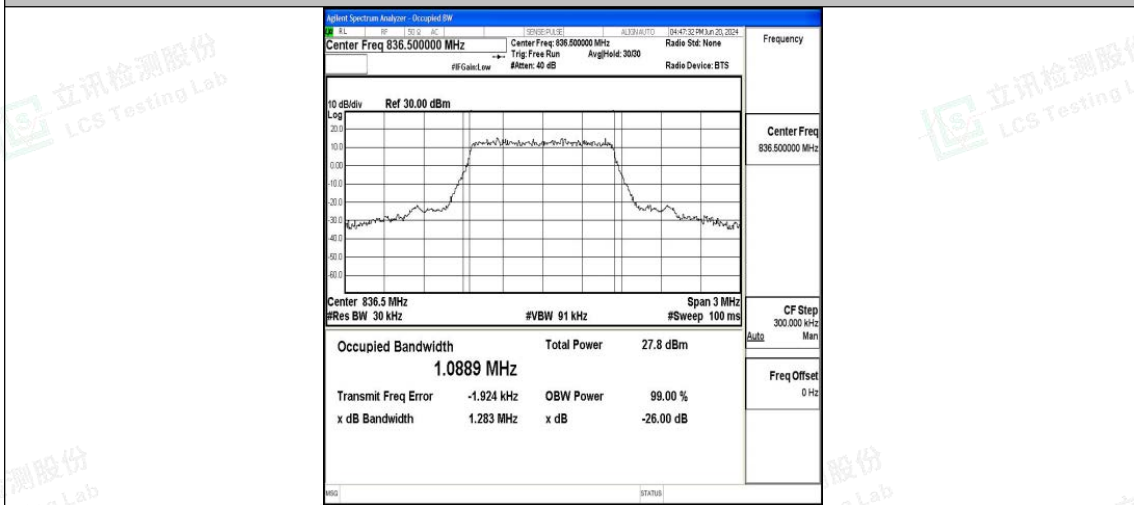 Agilent Spectrum Analyzer - Occupied BW
RL RF 50 Ω AC SENSE:PULSE ALIGN AUTO 04:47:32 PM Jun 20, 2024
Center Freq 836.500000 MHz
Center Freq: 836.500000 MHz
Radio Std: None
Trig: Free Run Avg|Hold: 30/30
#IFGain:Low #Atten: 40 dB Radio Device: BTS
Frequency
10 dB/div Ref 30.00 dBm
Log
20.0
10.0
0.00
-10.0
-20.0
-30.0
-40.0
-50.0
-60.0
Center 836.5 MHz Span 3 MHz
#Res BW 30 kHz #VBW 91 kHz #Sweep 100 ms
Occupied Bandwidth Total Power 27.8 dBm
1.0889 MHz
Transmit Freq Error -1.924 kHz OBW Power 99.00 %
x dB Bandwidth 1.283 MHz x dB -26.00 dB
Center Freq
836.500000 MHz
CF Step
300.000 kHz
Auto Man
Freq Offset
0 Hz
MSG STATUS
立讯检测股份
LCS Testing Lab
立讯检测股份
LCS Testing L
测股份
Lab
股份
Lab